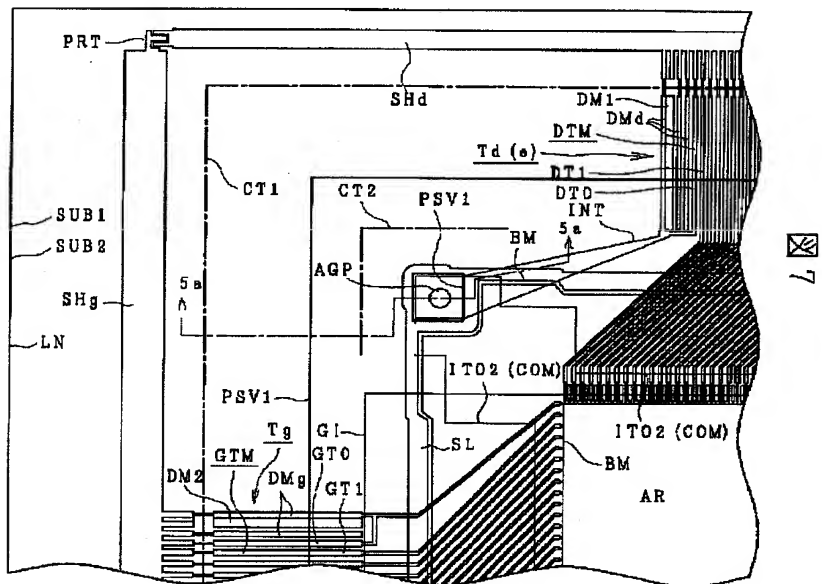 PRT
SHd
DM1
DMd
DTM
Td (e)
DT1
DT0
CT1
CT2
PSV1
INT
5a
BM
SUB1
SUB2
5a
AGP
SHg
LN
ITO2 (COM)
PSV1
GI
Tg
SL
ITO2 (COM)
GTM
GT0
DM2
DMg
GT1
BM
AR
図 7